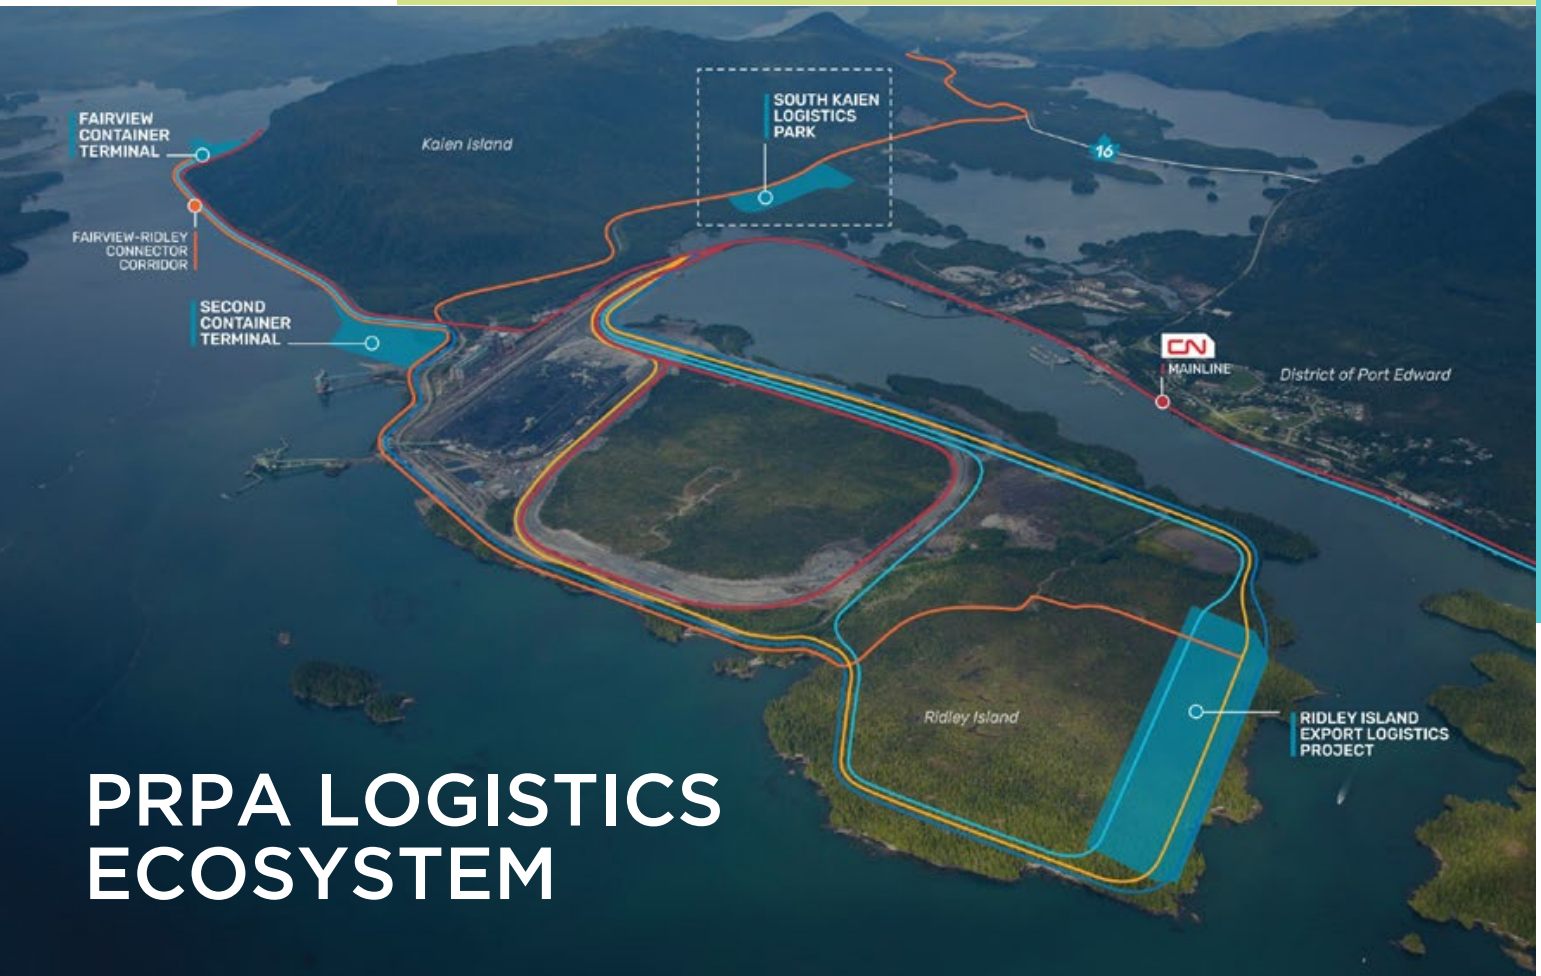 FAIRVIEW
CONTAINER
TERMINAL
Kaien Island
SOUTH KAIEN
LOGISTICS
PARK
16
FAIRVIEW-RIDLEY
CONNECTOR
CORRIDOR
SECOND
CONTAINER
TERMINAL
CN
MAINLINE
District of Port Edward
Ridley Island
RIDLEY ISLAND
EXPORT LOGISTICS
PROJECT
PRPA LOGISTICS
ECOSYSTEM